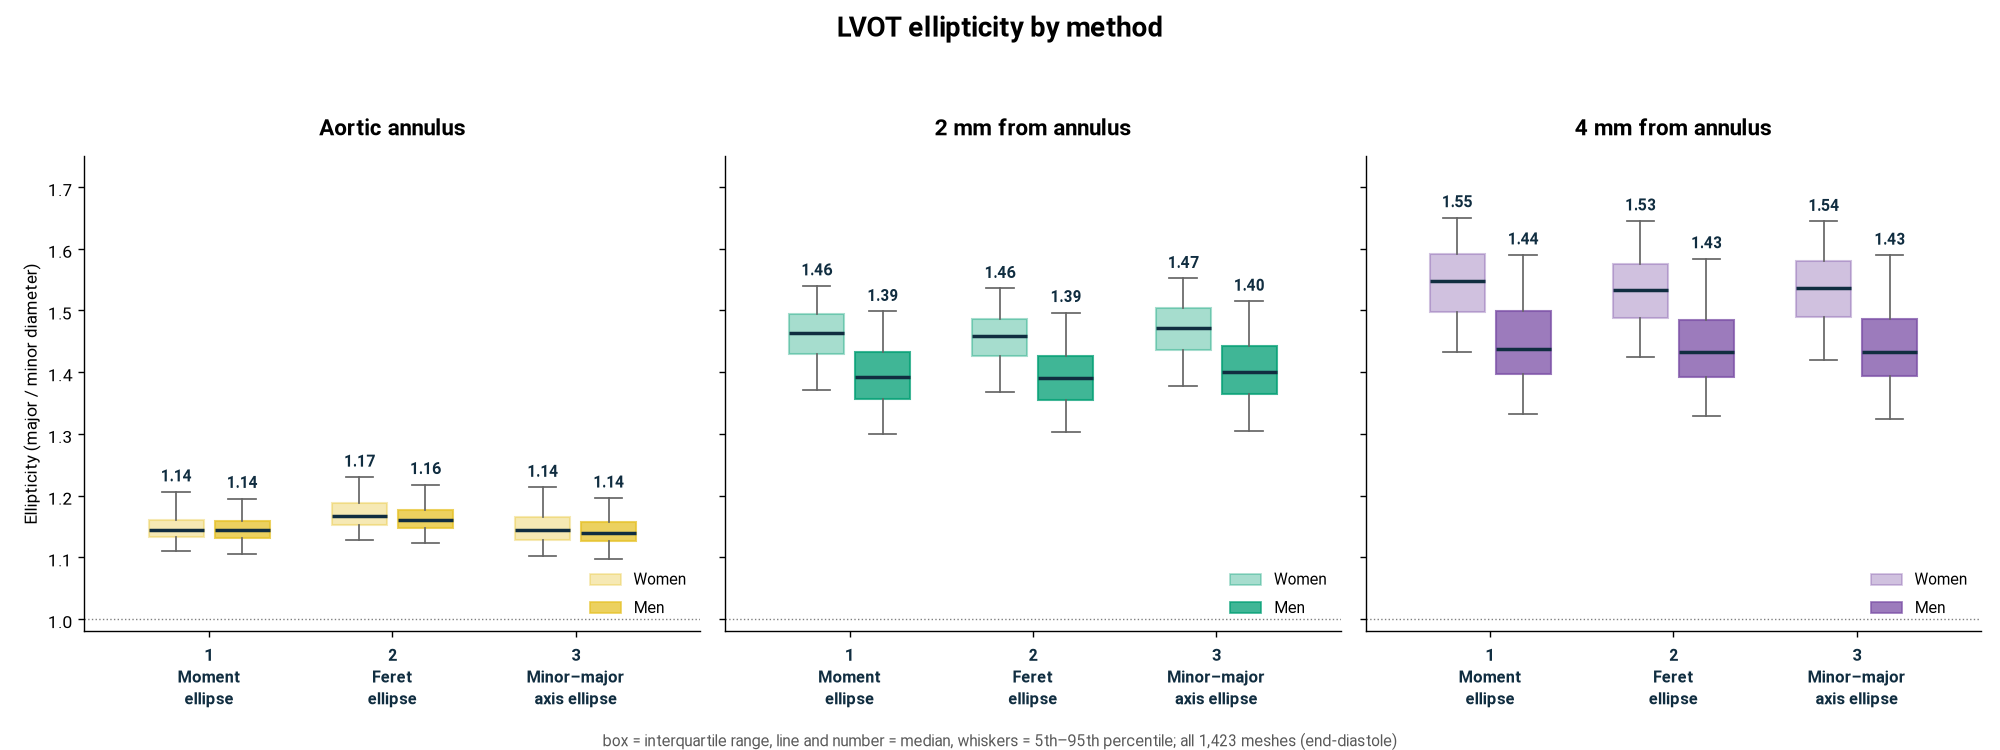 LVOT ellipticity by method
Aortic annulus
Ellipticity (major / minor diameter)
1.7
1.6
1.5
1.4
1.3
1.2
1.1
1.0
1.14
1.14
1.17
1.16
1.14
1.14
Women
Men
1
Moment
ellipse
2
Feret
ellipse
3
Minor–major
axis ellipse
2 mm from annulus
1.46
1.39
1.46
1.39
1.47
1.40
Women
Men
1
Moment
ellipse
2
Feret
ellipse
3
Minor–major
axis ellipse
4 mm from annulus
1.55
1.44
1.53
1.43
1.54
1.43
Women
Men
1
Moment
ellipse
2
Feret
ellipse
3
Minor–major
axis ellipse
box = interquartile range, line and number = median, whiskers = 5th–95th percentile; all 1,423 meshes (end-diastole)